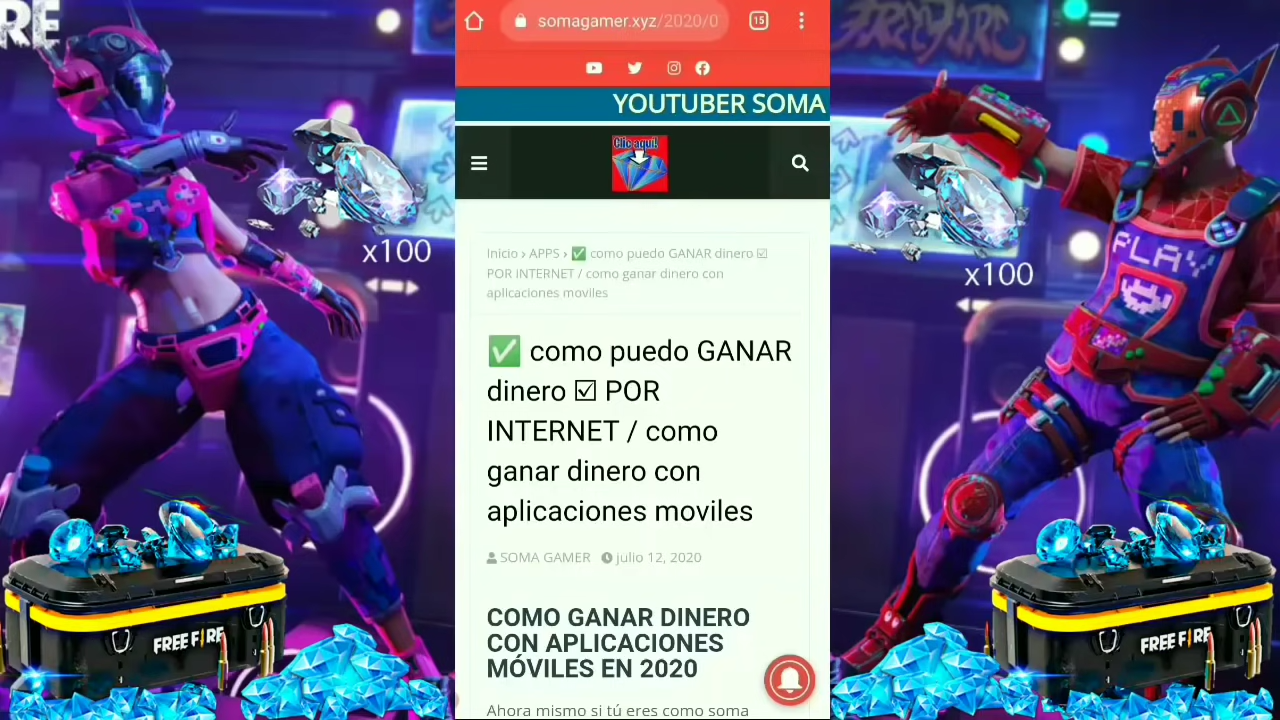 RE
somagamer.xyz/2020/0
15
YOUTUBER SOMA
Clic aqui!
Inicio › APPS › ✅ como puedo GANAR dinero ☑
POR INTERNET / como ganar dinero con
aplicaciones moviles
✅ como puedo GANAR
dinero ☑ POR
INTERNET / como
ganar dinero con
aplicaciones moviles
SOMA GAMER julio 12, 2020
COMO GANAR DINERO
CON APLICACIONES
MÓVILES EN 2020
Ahora mismo si tú eres como soma
x100
FREE FIRE
x100
PLAY
FREE FIRE